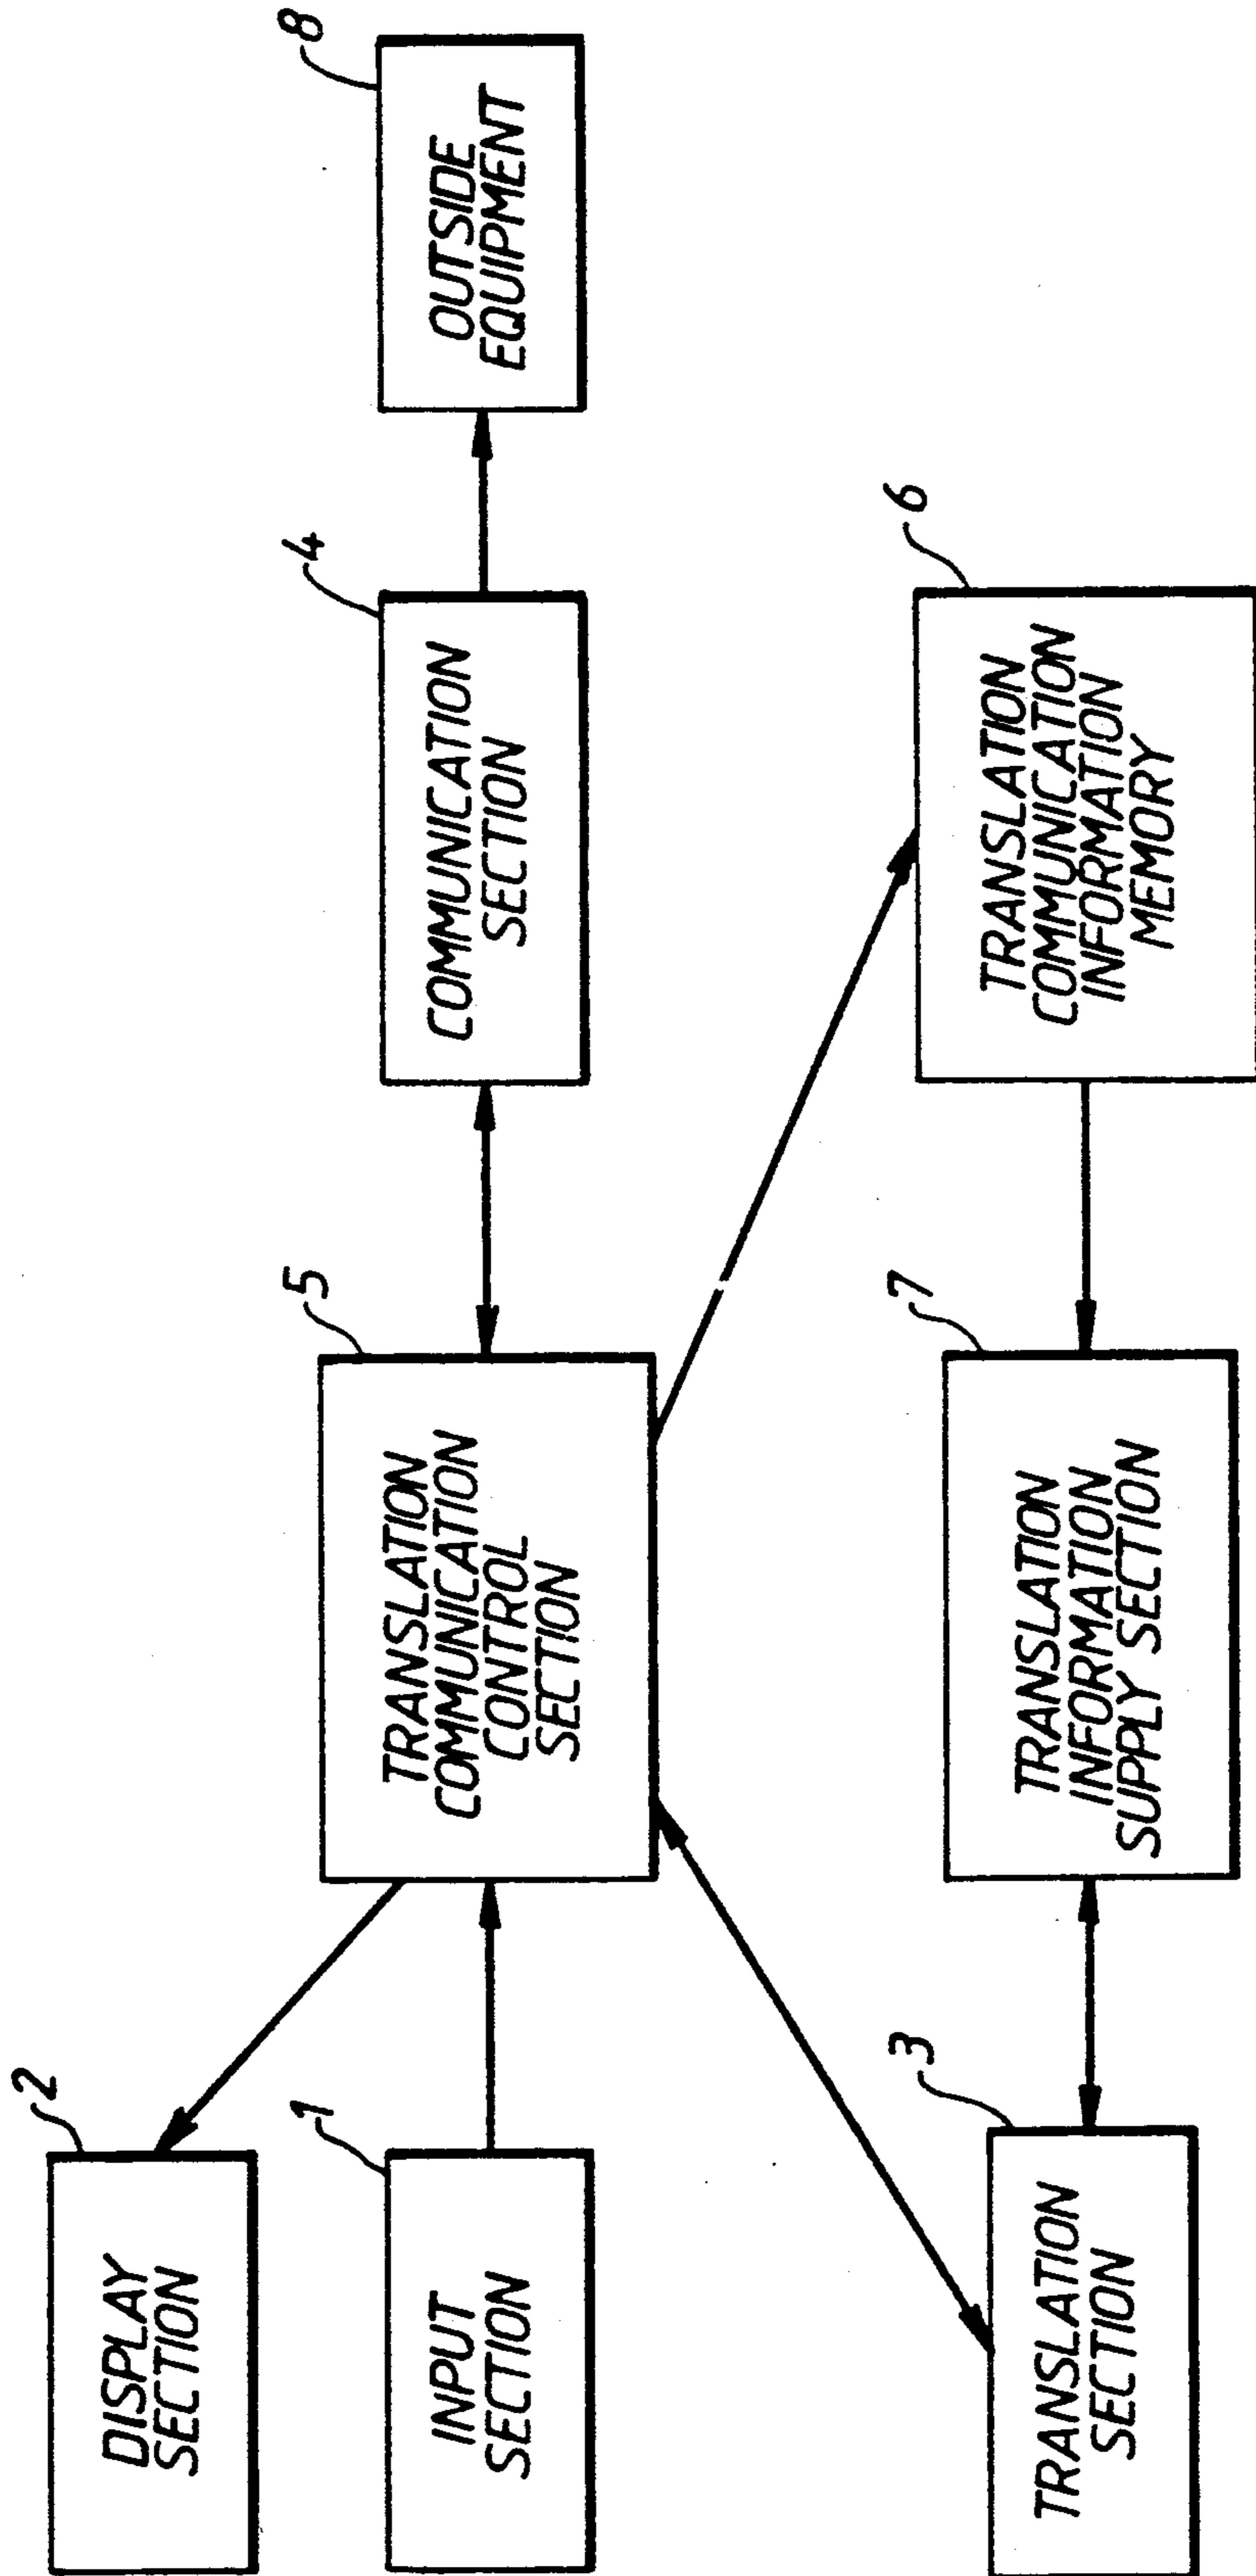 2
DISPLAY
SECTION
1
INPUT
SECTION
5
TRANSLATION
COMMUNICATION
CONTROL
SECTION
4
COMMUNICATION
SECTION
8
OUTSIDE
EQUIPMENT
3
TRANSLATION
SECTION
7
TRANSLATION
INFORMATION
SUPPLY SECTION
6
TRANSLATION
COMMUNICATION
INFORMATION
MEMORY